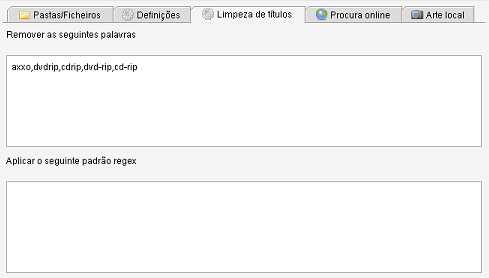 Pastas/Ficheiros Definições Limpeza de títulos Procura online Arte local
Remover as seguintes palavras
axxo,dvdrip,cdrip,dvd-rip,cd-rip
Aplicar o seguinte padrão regex